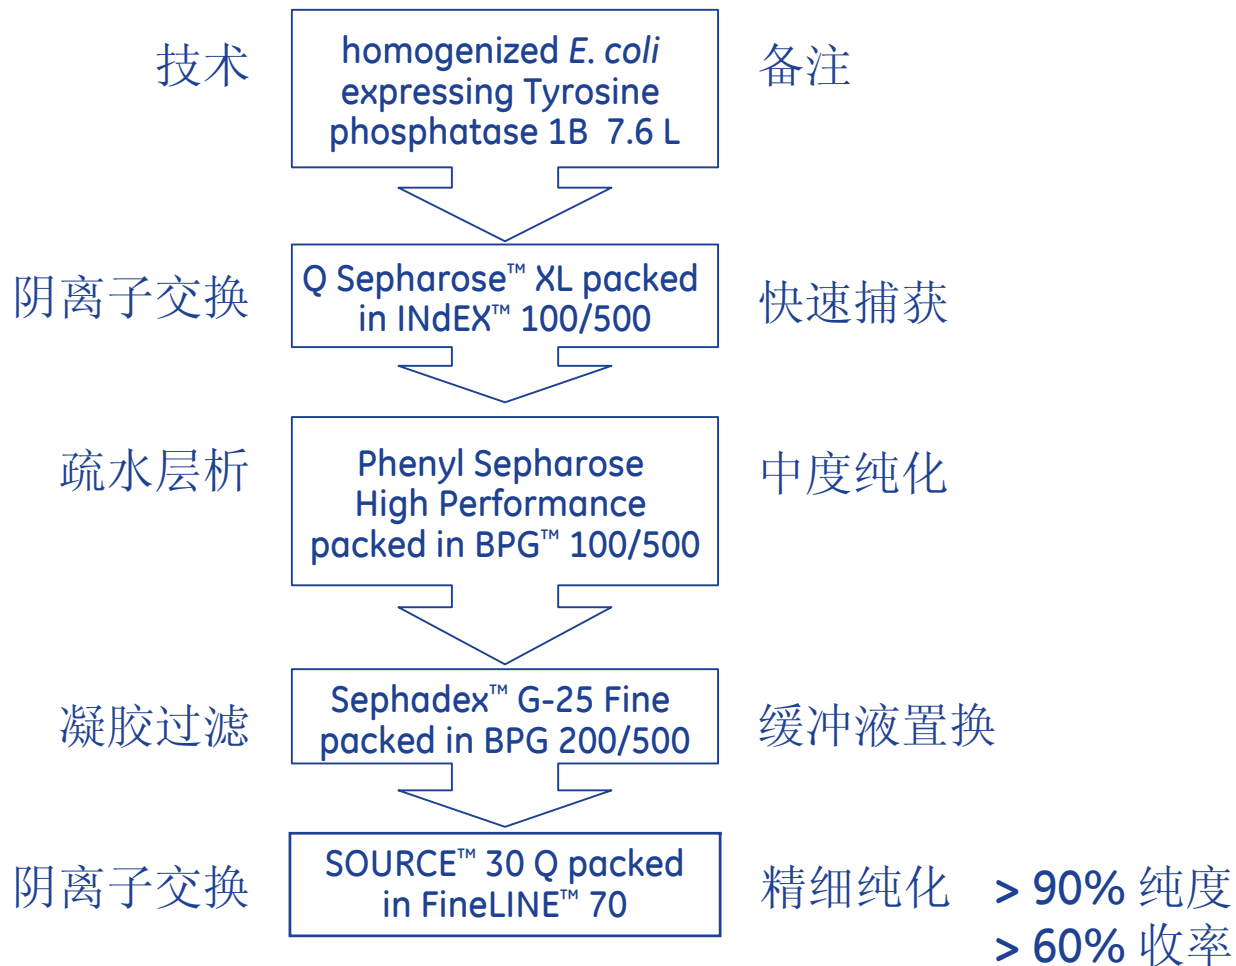 技术
homogenized E. coli
expressing Tyrosine
phosphatase 1B 7.6 L
备注
阴离子交换
Q Sepharose™ XL packed
in INdEX™ 100/500
快速捕获
疏水层析
Phenyl Sepharose
High Performance
packed in BPG™ 100/500
中度纯化
凝胶过滤
Sephadex™ G-25 Fine
packed in BPG 200/500
缓冲液置换
阴离子交换
SOURCE™ 30 Q packed
in FineLINE™ 70
精细纯化
> 90% 纯度
> 60% 收率